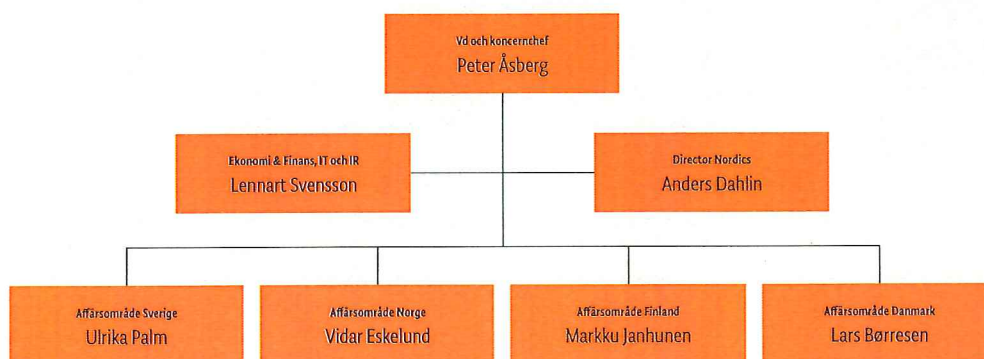 Vd och koncernchef
Peter Åsberg
Ekonomi & Finans, IT och IR
Lennart Svensson
Director Nordics
Anders Dahlin
Affärsområde Sverige
Ulrika Palm
Affärsområde Norge
Vidar Eskelund
Affärsområde Finland
Markku Janhunen
Affärsområde Danmark
Lars Børresen